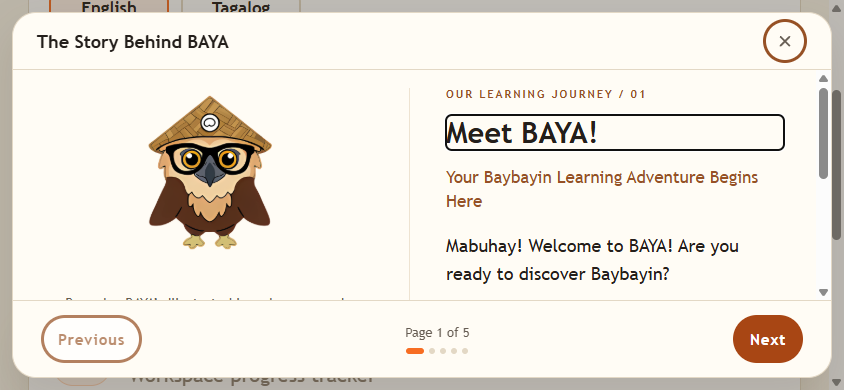 English
Tagalog
The Story Behind BAYA
OUR LEARNING JOURNEY / 01
Meet BAYA!
Your Baybayin Learning Adventure Begins
Here
Mabuhay! Welcome to BAYA! Are you
ready to discover Baybayin?
Previous
Page 1 of 5
Next
Workspace progress tracker